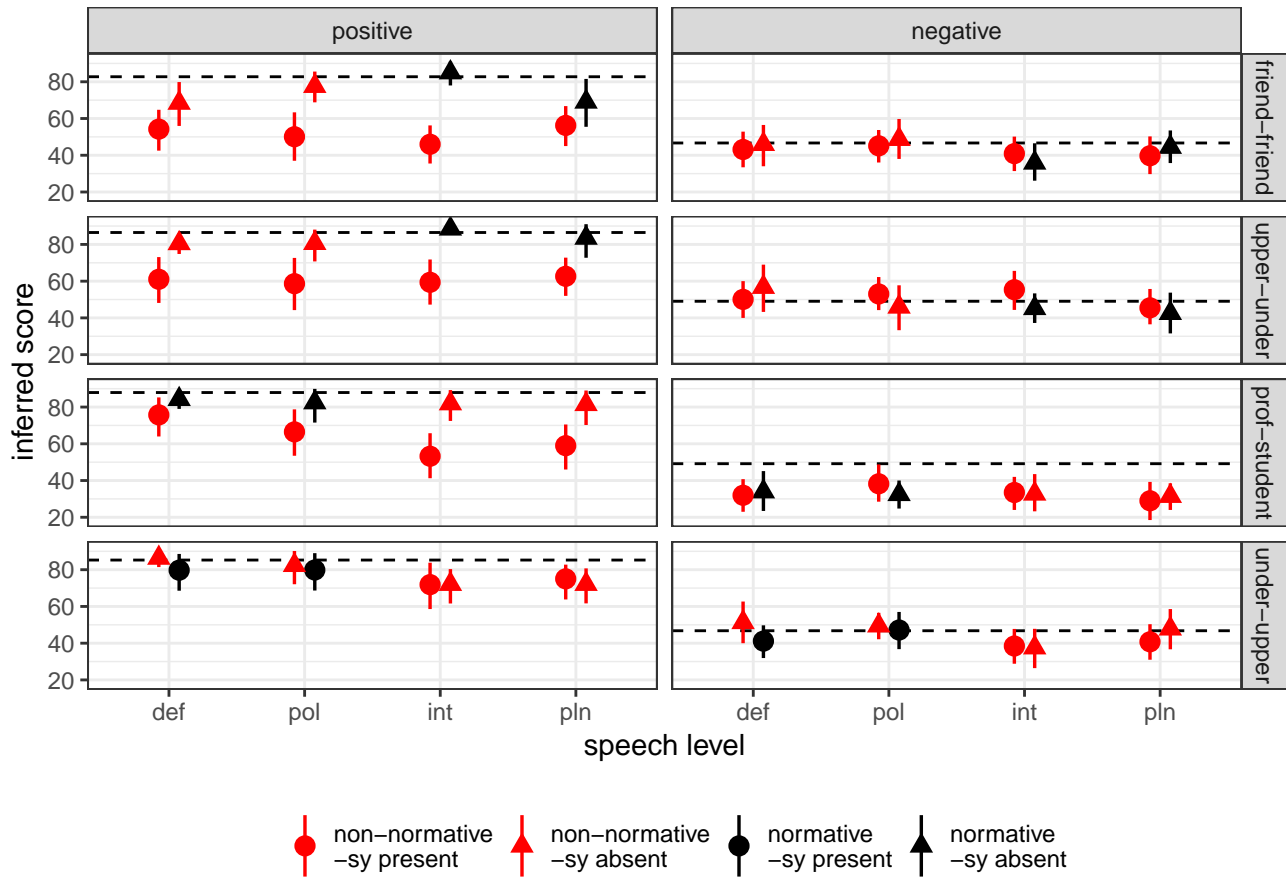 positive
negative
80
60
40
20
friend−friend
80
60
40
20
upper−under
80
60
40
20
prof−student
80
60
40
20
under−upper
inferred score
def pol int pln
def pol int pln
speech level
non−normative
−sy present
non−normative
−sy absent
normative
−sy present
normative
−sy absent